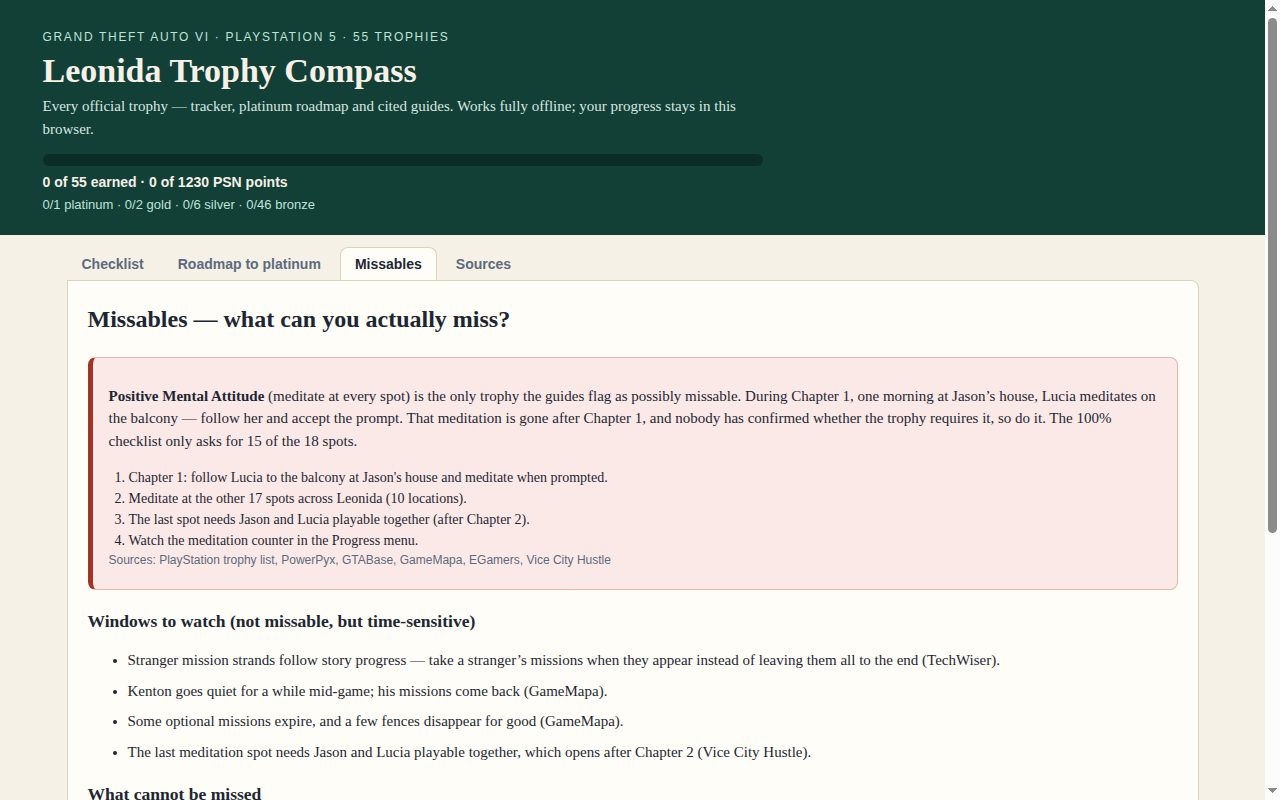 GRAND THEFT AUTO VI · PLAYSTATION 5 · 55 TROPHIES
Leonida Trophy Compass
Every official trophy — tracker, platinum roadmap and cited guides. Works fully offline; your progress stays in this
browser.
0 of 55 earned · 0 of 1230 PSN points
0/1 platinum · 0/2 gold · 0/6 silver · 0/46 bronze
Checklist Roadmap to platinum Missables Sources
Missables — what can you actually miss?
Positive Mental Attitude (meditate at every spot) is the only trophy the guides flag as possibly missable. During Chapter 1, one morning at Jason’s house, Lucia meditates on
the balcony — follow her and accept the prompt. That meditation is gone after Chapter 1, and nobody has confirmed whether the trophy requires it, so do it. The 100%
checklist only asks for 15 of the 18 spots.
1. Chapter 1: follow Lucia to the balcony at Jason's house and meditate when prompted.
2. Meditate at the other 17 spots across Leonida (10 locations).
3. The last spot needs Jason and Lucia playable together (after Chapter 2).
4. Watch the meditation counter in the Progress menu.
Sources: PlayStation trophy list, PowerPyx, GTABase, GameMapa, EGamers, Vice City Hustle
Windows to watch (not missable, but time-sensitive)
• Stranger mission strands follow story progress — take a stranger’s missions when they appear instead of leaving them all to the end (TechWiser).
• Kenton goes quiet for a while mid-game; his missions come back (GameMapa).
• Some optional missions expire, and a few fences disappear for good (GameMapa).
• The last meditation spot needs Jason and Lucia playable together, which opens after Chapter 2 (Vice City Hustle).
What cannot be missed